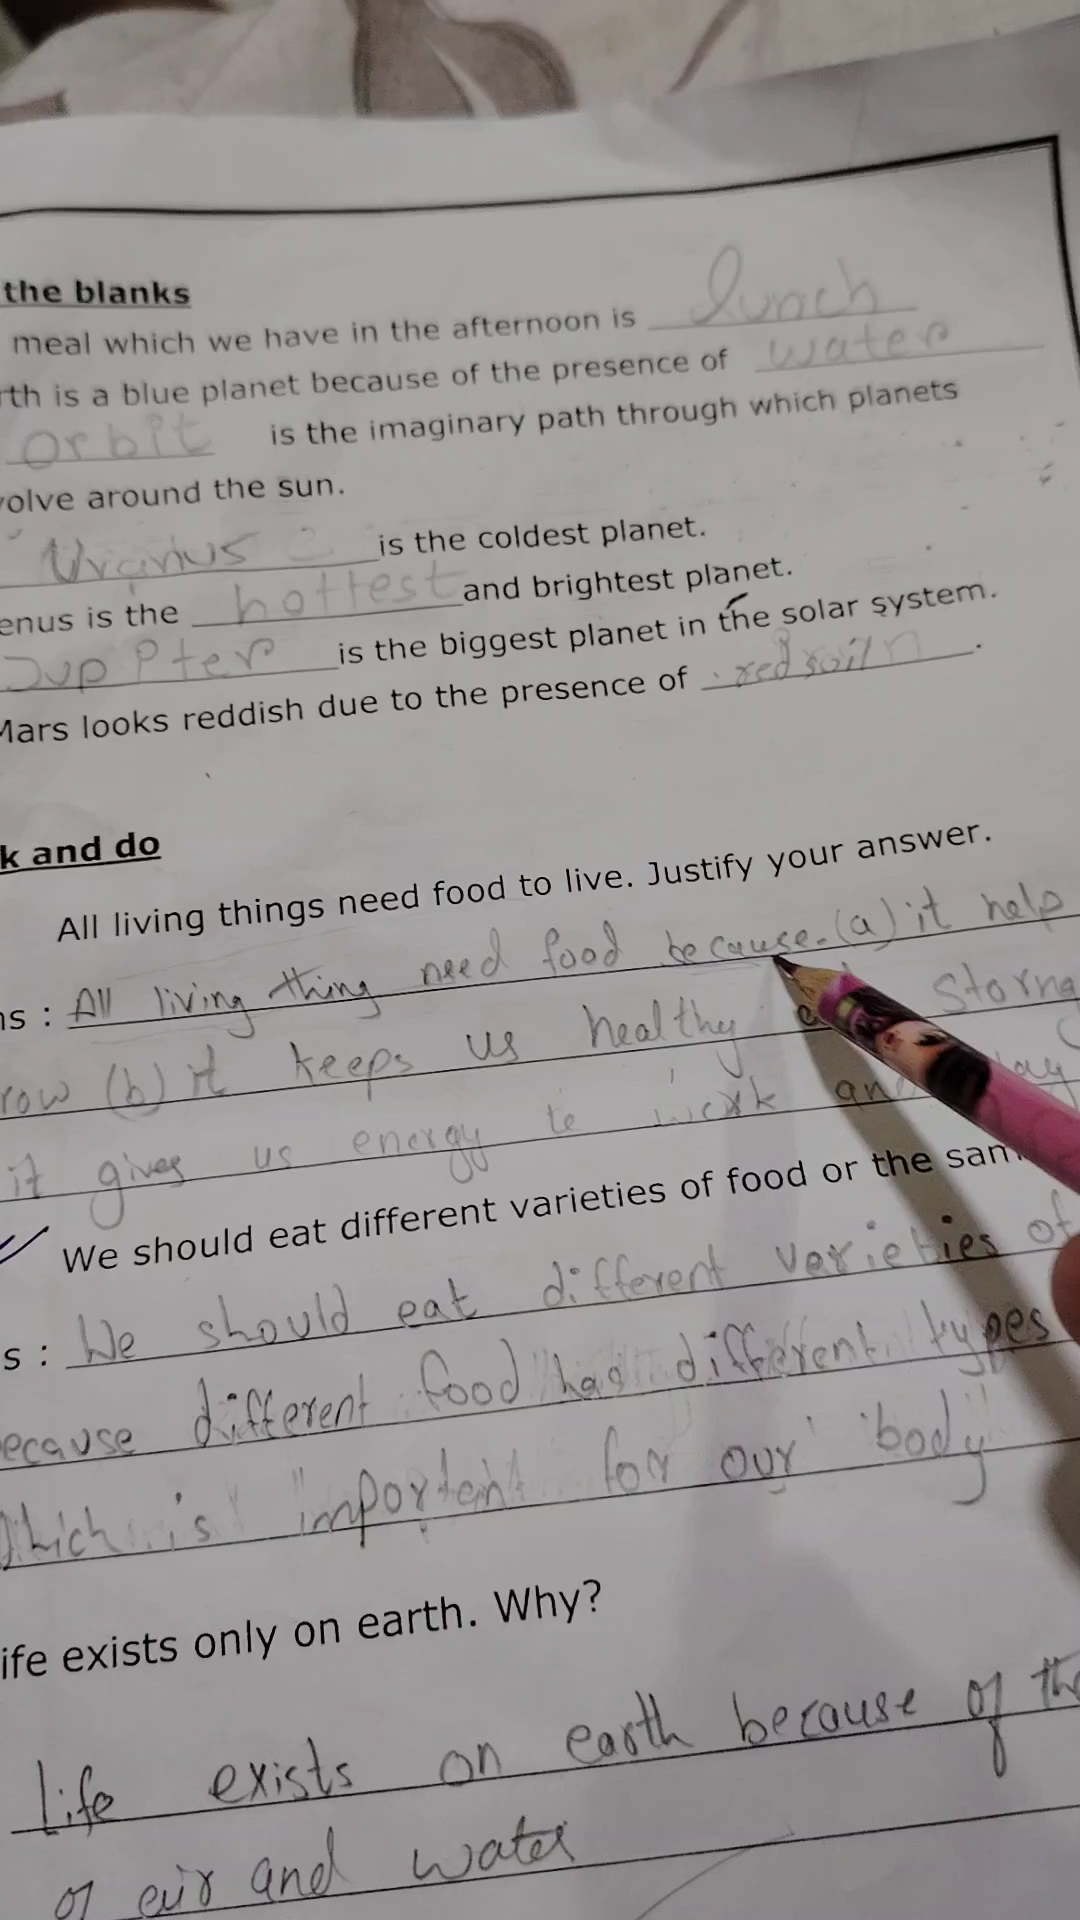 the blanks
meal which we have in the afternoon is lunch
rth is a blue planet because of the presence of water
orbit is the imaginary path through which planets
volve around the sun.
Uranus is the coldest planet.
enus is the hottest and brightest planet.
Jupiter is the biggest planet in the solar system.
Mars looks reddish due to the presence of red soil.
k and do
All living things need food to live. Justify your answer.
ns : All living thing need food because. (a) it help
row (b) it keeps us healthy storng
it gives us energy to work an
We should eat different varieties of food or the sam
s : We should eat different varieties of
ecause different food has different types
Which is important for our body
ife exists only on earth. Why?
life exists on earth because of the
of air and water